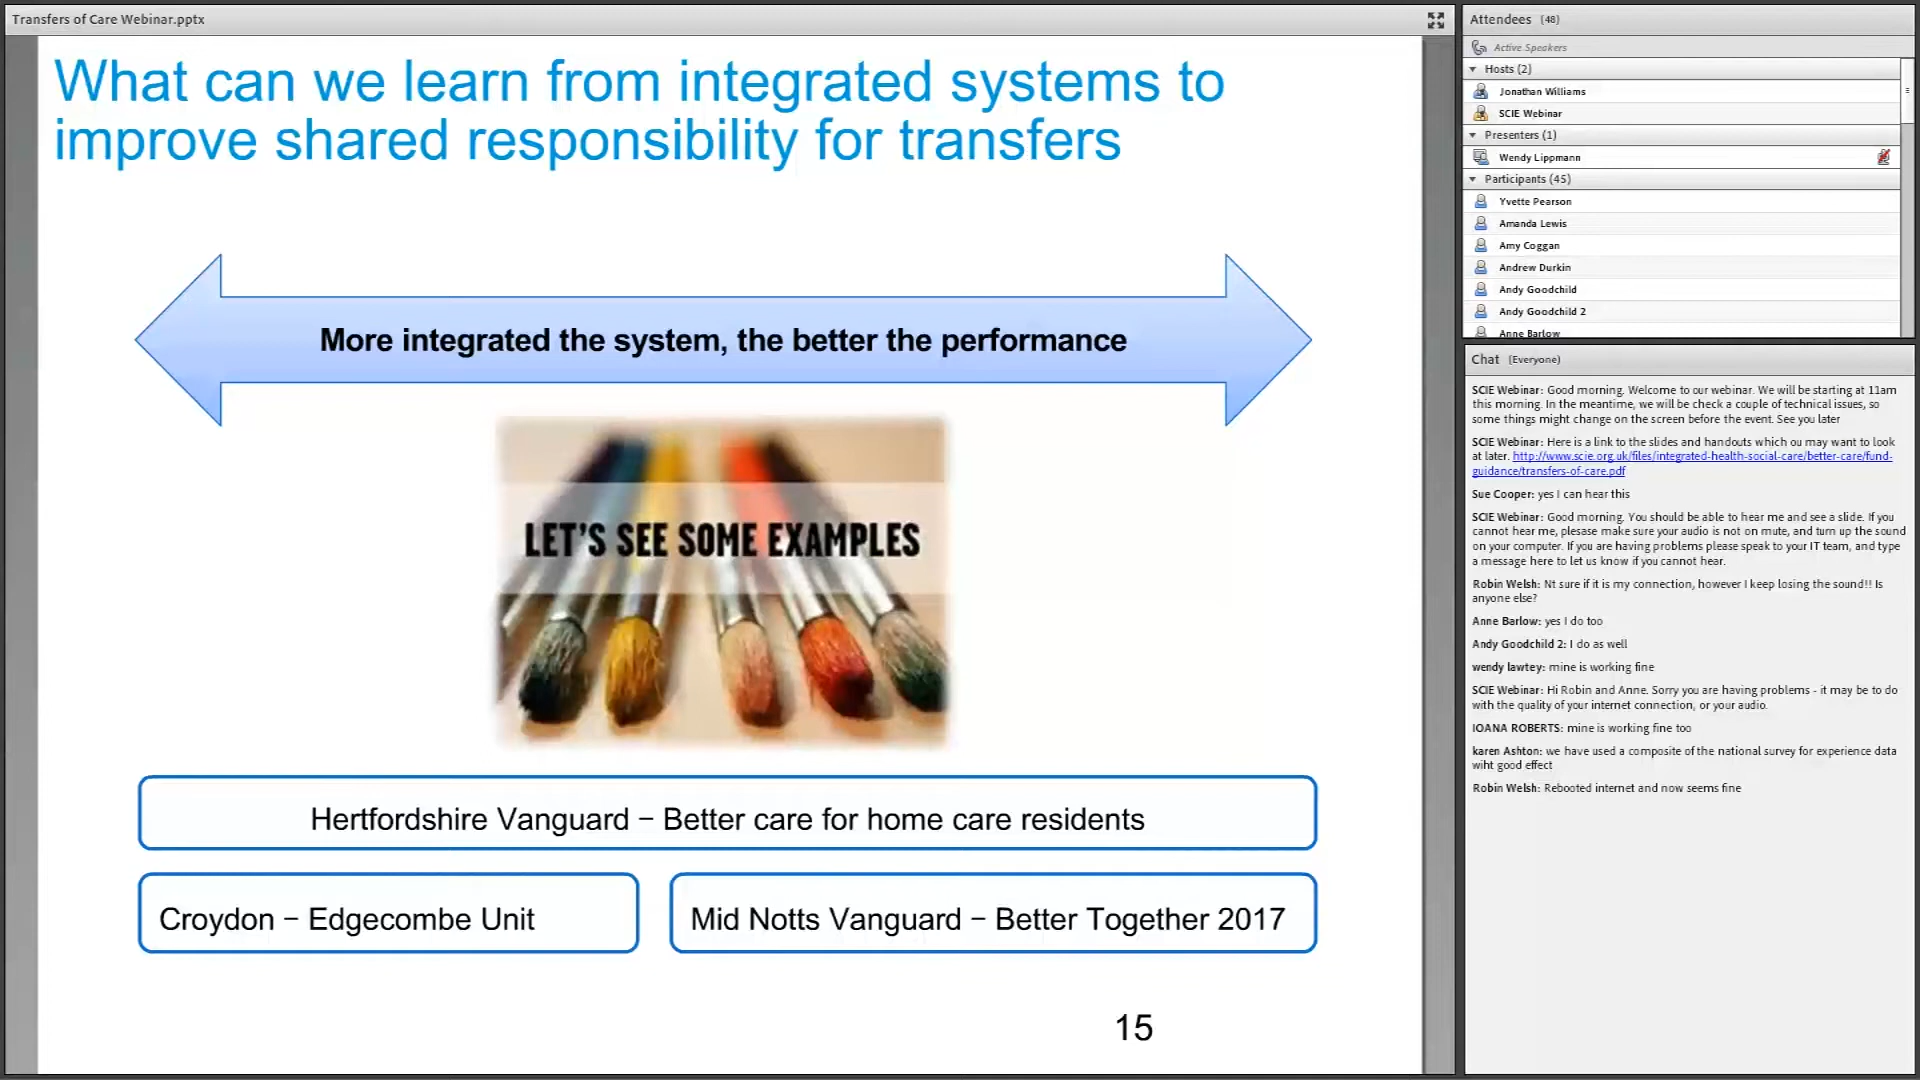 Transfers of Care Webinar.pptx
What can we learn from integrated systems to
improve shared responsibility for transfers
More integrated the system, the better the performance
LET'S SEE SOME EXAMPLES
Hertfordshire Vanguard – Better care for home care residents
Croydon – Edgecombe Unit
Mid Notts Vanguard – Better Together 2017
15
Attendees (48)
Active Speakers
Hosts (2)
Jonathan Williams
SCIE Webinar
Presenters (1)
Wendy Lippmann
Participants (45)
Yvette Pearson
Amanda Lewis
Amy Coggan
Andrew Durkin
Andy Goodchild
Andy Goodchild 2
Anne Barlow
Chat (Everyone)
SCIE Webinar: Good morning. Welcome to our webinar. We will be starting at 11am
this morning. In the meantime, we will be check a couple of technical issues, so
some things might change on the screen before the event. See you later
SCIE Webinar: Here is a link to the slides and handouts which ou may want to look
at later. http://www.scie.org.uk/files/integrated-health-social-care/better-care/fund-
guidance/transfers-of-care.pdf
Sue Cooper: yes I can hear this
SCIE Webinar: Good morning. You should be able to hear me and see a slide. If you
cannot hear me, plesase make sure your audio is not on mute, and turn up the sound
on your computer. If you are having problems please speak to your IT team, and type
a message here to let us know if you cannot hear.
Robin Welsh: Nt sure if it is my connection, however I keep losing the sound!! Is
anyone else?
Anne Barlow: yes I do too
Andy Goodchild 2: I do as well
wendy lawtey: mine is working fine
SCIE Webinar: Hi Robin and Anne. Sorry you are having problems - it may be to do
with the quality of your internet connection, or your audio.
IOANA ROBERTS: mine is working fine too
karen Ashton: we have used a composite of the national survey for experience data
wiht good effect
Robin Welsh: Rebooted internet and now seems fine